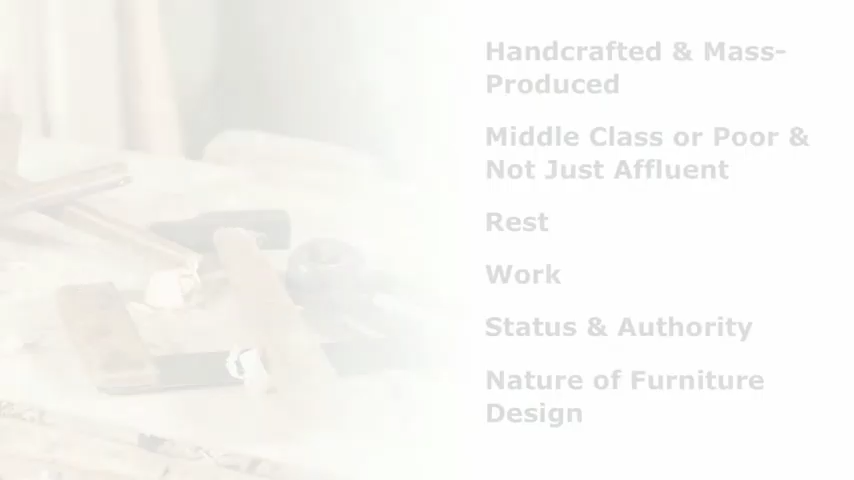 Handcrafted & Mass-
Produced
Middle Class or Poor &
Not Just Affluent
Rest
Work
Status & Authority
Nature of Furniture
Design